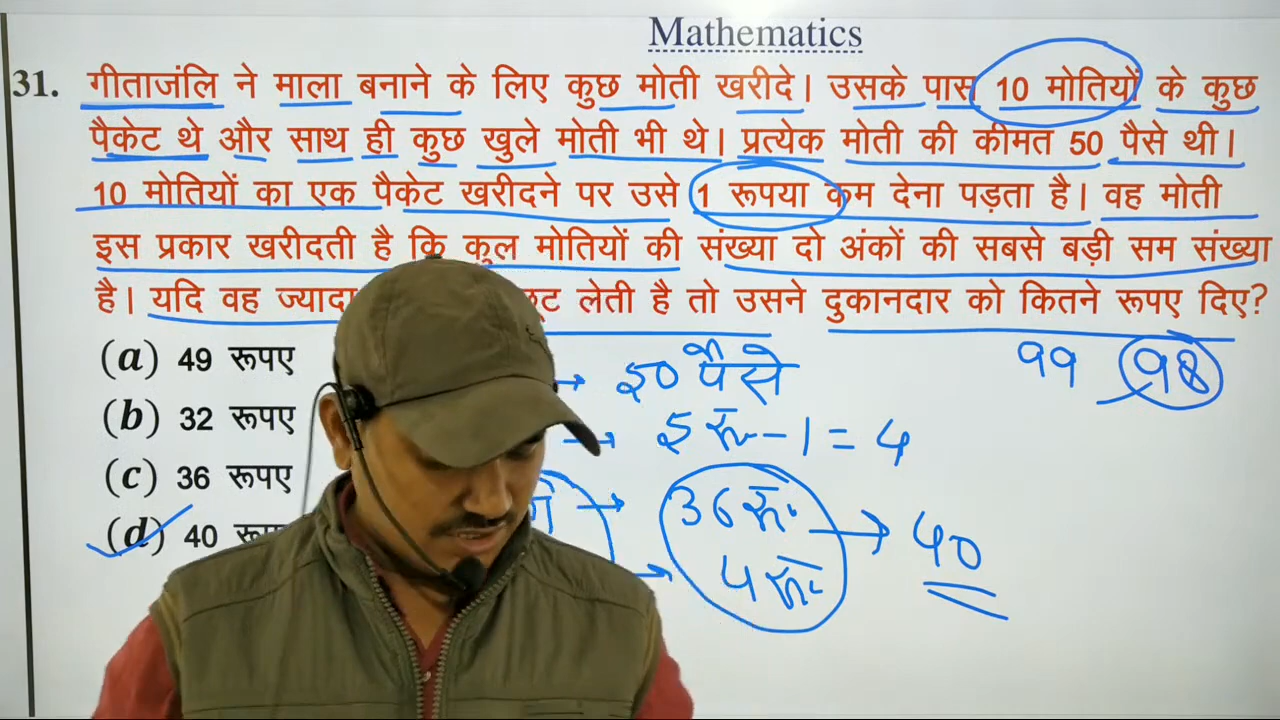 Mathematics
31. गीतांजलि ने माला बनाने के लिए कुछ मोती खरीदे। उसके पास 10 मोतियों के कुछ
पैकेट थे और साथ ही कुछ खुले मोती भी थे। प्रत्येक मोती की कीमत 50 पैसे थी।
10 मोतियों का एक पैकेट खरीदने पर उसे 1 रूपया कम देना पड़ता है। वह मोती
इस प्रकार खरीदती है कि कुल मोतियों की संख्या दो अंकों की सबसे बड़ी सम संख्या
है। यदि वह ज्यादा लेती है तो उसने दुकानदार को कितने रूपए दिए?
(a) 49 रूपए
99 98
→ 50 पैसे
(b) 32 रूपए
→ 5 रू - 1 = 4
(c) 36 रूपए
→ 36 रू. → 40
(d) 40
→ 4 रू.